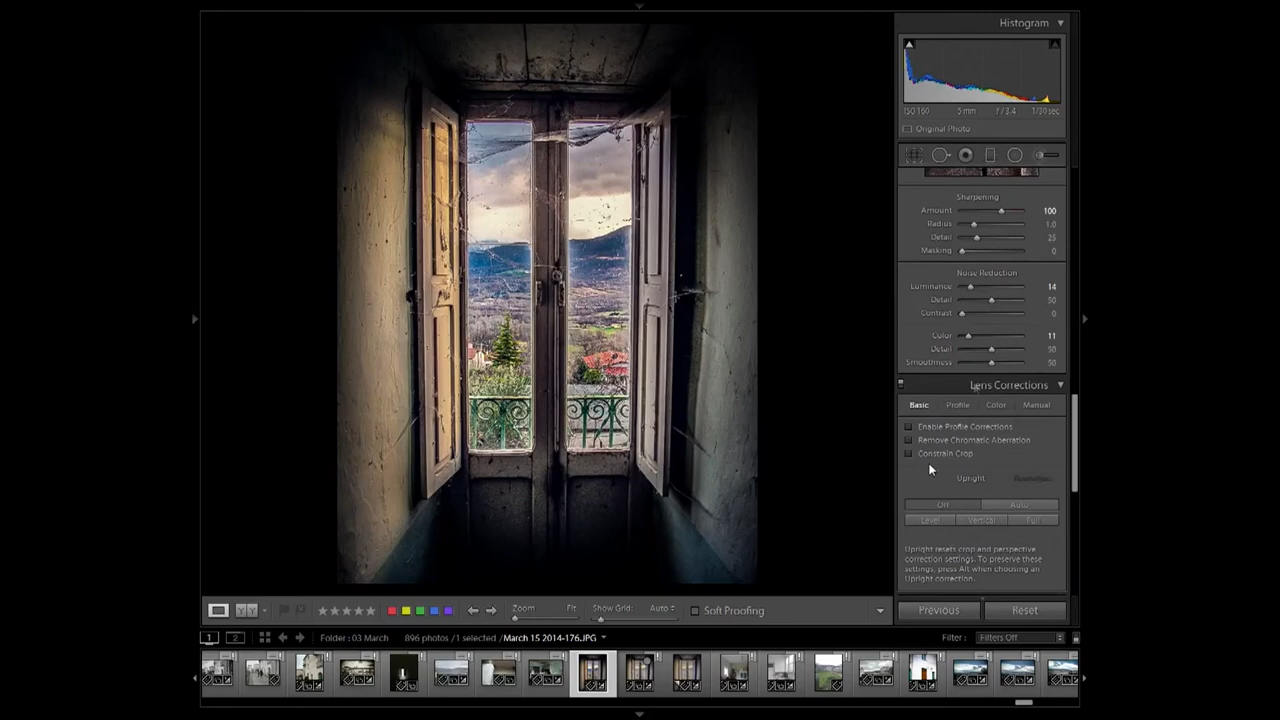 Histogram
ISO 160 5 mm f / 3.4 1/30 sec
Original Photo
Sharpening
Amount 100
Radius 1.0
Detail 25
Masking 0
Noise Reduction
Luminance 14
Detail 50
Contrast 0
Color 11
Detail 50
Smoothness 50
Lens Corrections
Basic Profile Color Manual
Enable Profile Corrections
Remove Chromatic Aberration
Constrain Crop
Upright
Off Auto
Level Vertical Full
Upright resets crop and perspective
correction settings. To preserve these
settings, press Alt when choosing an
Upright correction.
Zoom Fit Show Grid: Auto Soft Proofing
Previous Reset
1 2 Folder : 03 March 896 photos / 1 selected / March 15 2014-176.JPG Filter : Filters Off